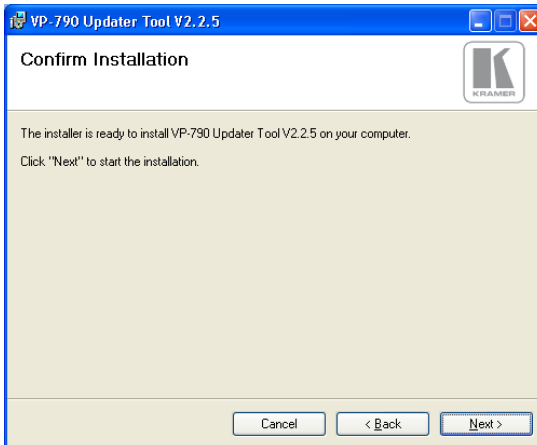 VP-790 Updater Tool V2.2.5
Confirm Installation
KRAMER
The installer is ready to install VP-790 Updater Tool V2.2.5 on your computer.
Click "Next" to start the installation.
Cancel
< Back
Next >